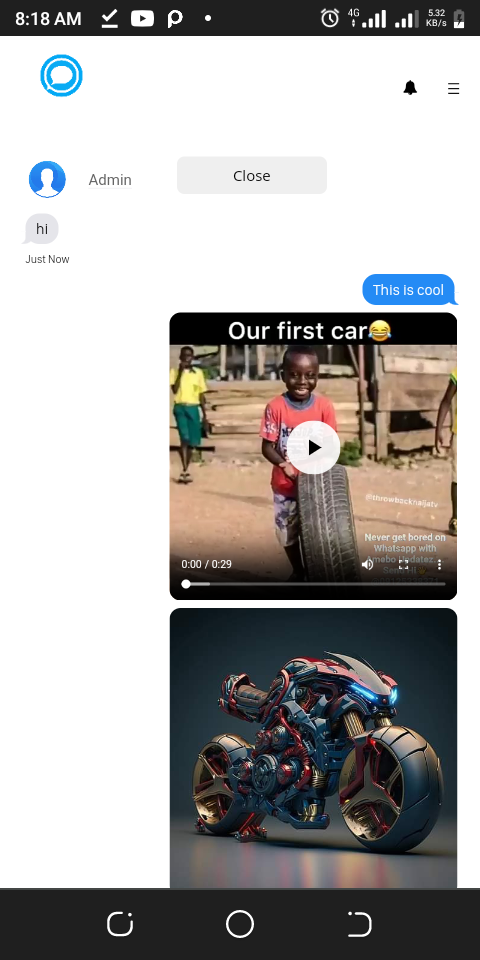 8:18 AM
4G
5.32
KB/s
Admin
Close
hi
Just Now
This is cool
Our first car😂
@throwbacknaijatv
Never get bored on
Whatsapp with
Amebo Updatez
0:00 / 0:29